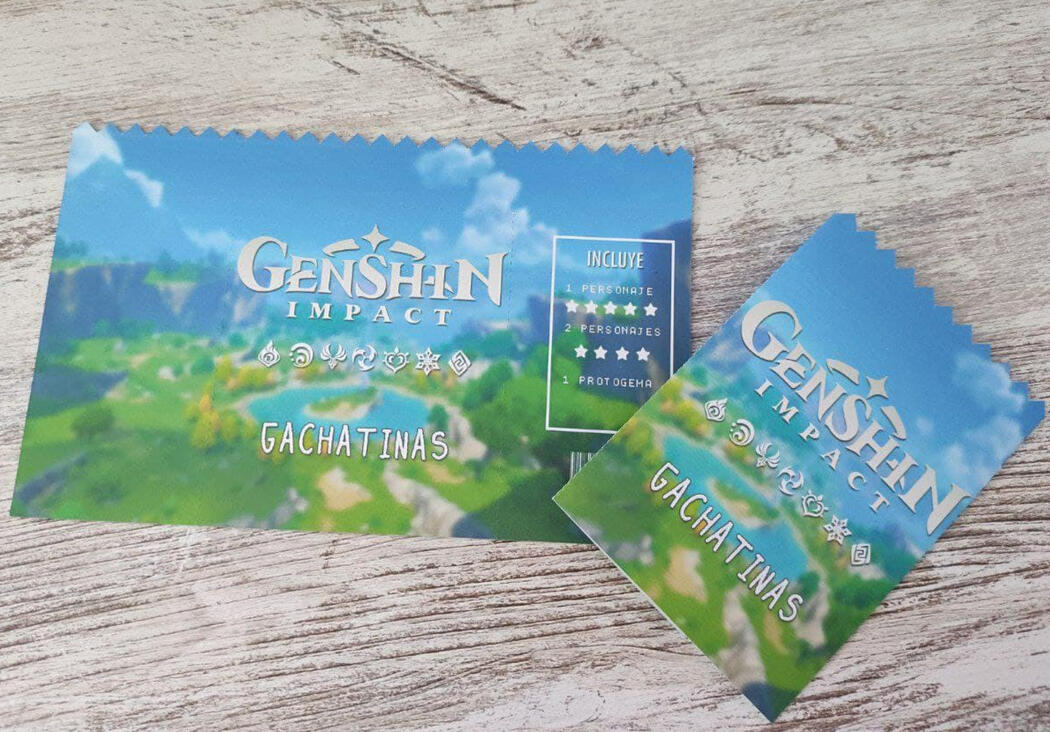 GENSHIN
IMPACT
GACHATINAS
INCLUYE
1 PERSONAJE
2 PERSONAJES
1 PROTOGEMA
GENSHIN
IMPACT
GACHATINAS